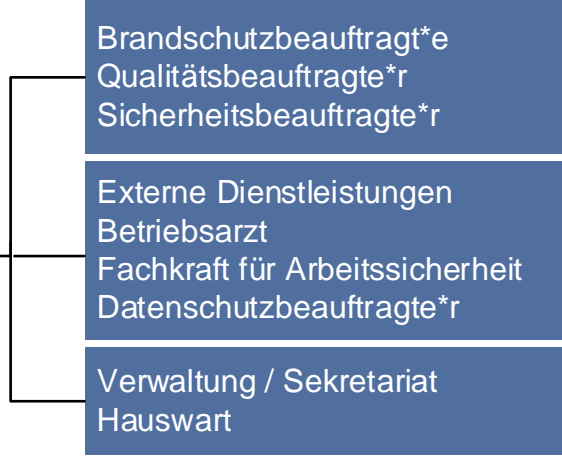 Brandschutzbeauftragt*e
Qualitätsbeauftragte*r
Sicherheitsbeauftragte*r
Externe Dienstleistungen
Betriebsarzt
Fachkraft für Arbeitssicherheit
Datenschutzbeauftragte*r
Verwaltung / Sekretariat
Hauswart